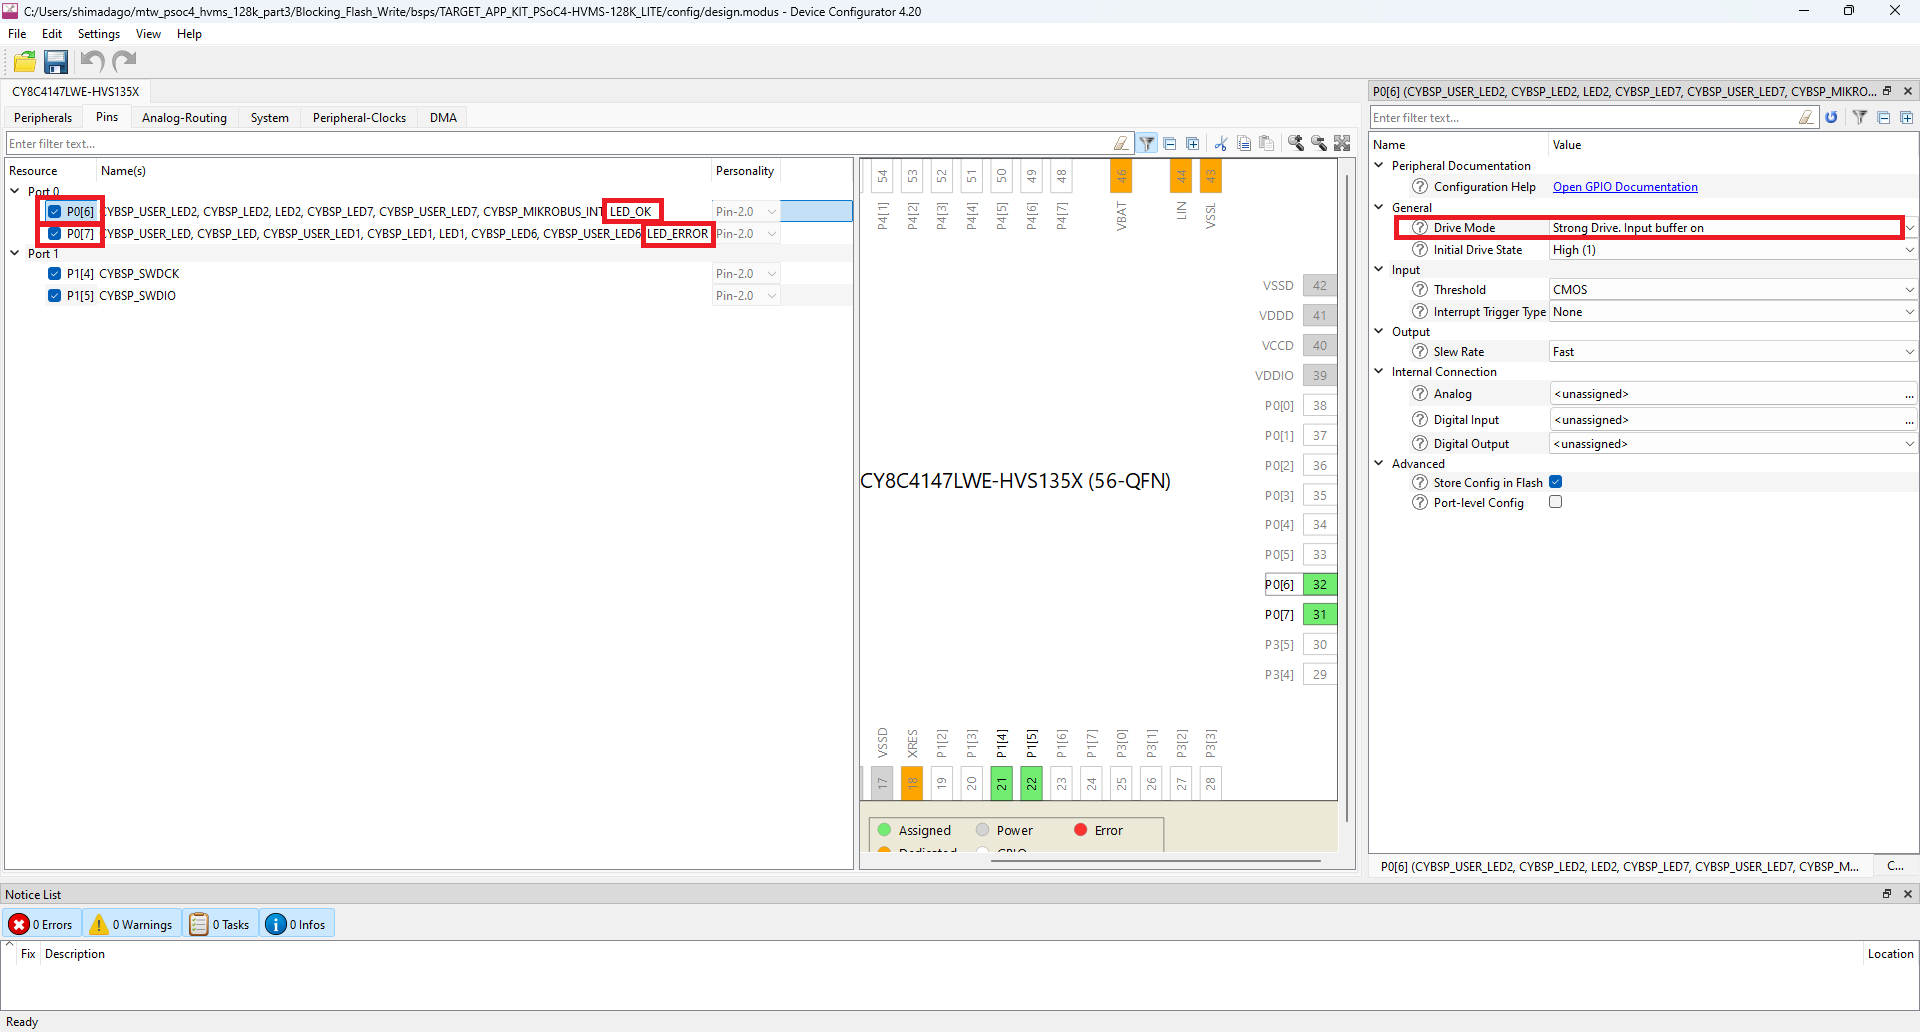 C:/Users/shimadago/mtw_psoc4_hvms_128k_part3/Blocking_Flash_Write/bsps/TARGET_APP_KIT_PSoC4-HVMS-128K_LITE/config/design.modus - Device Configurator 4.20
File Edit Settings View Help
CY8C4147LWE-HVS135X
Peripherals Pins Analog-Routing System Peripheral-Clocks DMA
Enter filter text...
Resource Name(s) Personality
Port 0
P0[6] CYBSP_USER_LED2, CYBSP_LED2, LED2, CYBSP_LED7, CYBSP_USER_LED7, CYBSP_MIKROBUS_INT LED_OK Pin-2.0
P0[7] CYBSP_USER_LED, CYBSP_LED, CYBSP_USER_LED1, CYBSP_LED1, LED1, CYBSP_LED6, CYBSP_USER_LED6 LED_ERROR Pin-2.0
Port 1
P1[4] CYBSP_SWDCK Pin-2.0
P1[5] CYBSP_SWDIO Pin-2.0
54 53 52 51 50 49 48 46 44 43
P4[1] P4[2] P4[3] P4[4] P4[5] P4[6] P4[7] VBAT LIN VSSL
VSSD 42
VDDD 41
VCCD 40
VDDIO 39
P0[0] 38
P0[1] 37
P0[2] 36
CY8C4147LWE-HVS135X (56-QFN)
P0[3] 35
P0[4] 34
P0[5] 33
P0[6] 32
P0[7] 31
P3[5] 30
P3[4] 29
VSSD XRES P1[2] P1[3] P1[4] P1[5] P1[6] P1[7] P3[0] P3[1] P3[2] P3[3]
17 18 19 20 21 22 23 24 25 26 27 28
Assigned Power Error
Dedicated GPIO
P0[6] (CYBSP_USER_LED2, CYBSP_LED2, LED2, CYBSP_LED7, CYBSP_USER_LED7, CYBSP_MIKRO...
Enter filter text...
Name Value
Peripheral Documentation
Configuration Help Open GPIO Documentation
General
Drive Mode Strong Drive. Input buffer on
Initial Drive State High (1)
Input
Threshold CMOS
Interrupt Trigger Type None
Output
Slew Rate Fast
Internal Connection
Analog <unassigned> ...
Digital Input <unassigned> ...
Digital Output <unassigned>
Advanced
Store Config in Flash
Port-level Config
P0[6] (CYBSP_USER_LED2, CYBSP_LED2, LED2, CYBSP_LED7, CYBSP_USER_LED7, CYBSP_M... C...
Notice List
0 Errors 0 Warnings 0 Tasks 0 Infos
Fix Description Location
Ready